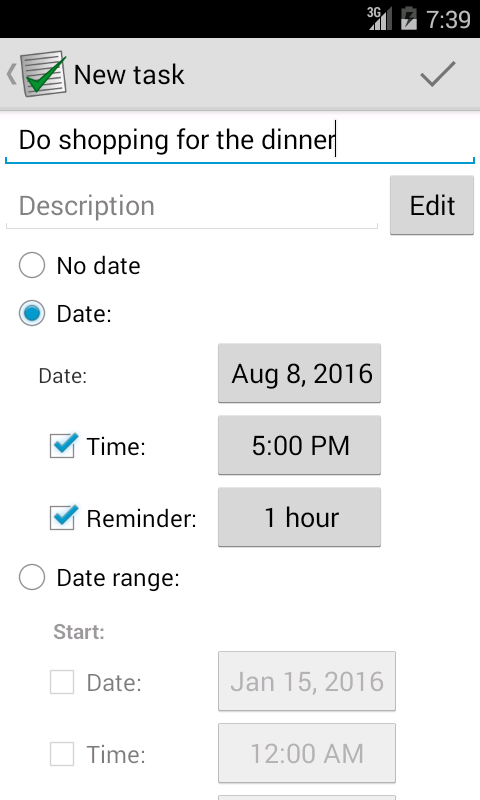 3G 7:39
New task
Do shopping for the dinner
Description Edit
No date
Date:
Date: Aug 8, 2016
Time: 5:00 PM
Reminder: 1 hour
Date range:
Start:
Date: Jan 15, 2016
Time: 12:00 AM